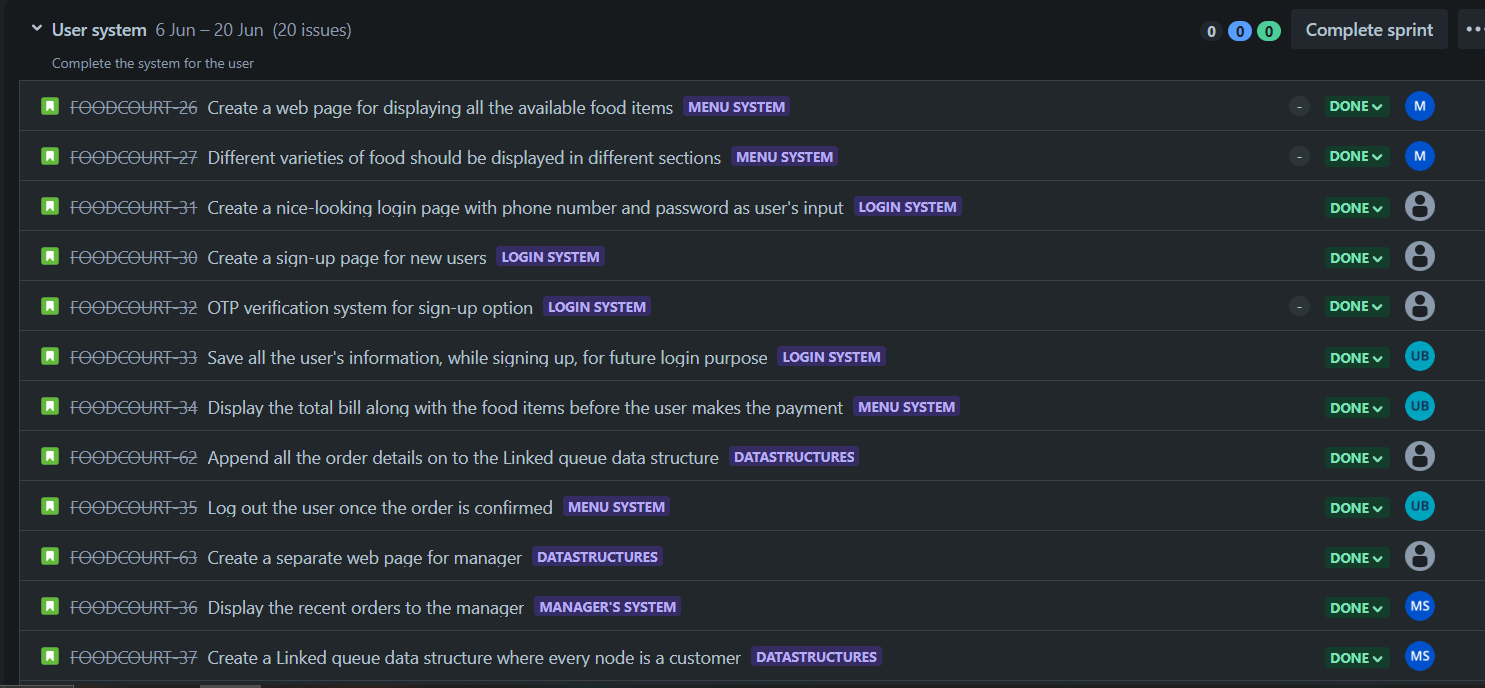 User system 6 Jun – 20 Jun (20 issues) 0 0 0 Complete sprint
Complete the system for the user
FOODCOURT-26 Create a web page for displaying all the available food items MENU SYSTEM - DONE M
FOODCOURT-27 Different varieties of food should be displayed in different sections MENU SYSTEM - DONE M
FOODCOURT-31 Create a nice-looking login page with phone number and password as user's input LOGIN SYSTEM DONE
FOODCOURT-30 Create a sign-up page for new users LOGIN SYSTEM DONE
FOODCOURT-32 OTP verification system for sign-up option LOGIN SYSTEM - DONE
FOODCOURT-33 Save all the user's information, while signing up, for future login purpose LOGIN SYSTEM DONE UB
FOODCOURT-34 Display the total bill along with the food items before the user makes the payment MENU SYSTEM DONE UB
FOODCOURT-62 Append all the order details on to the Linked queue data structure DATASTRUCTURES DONE
FOODCOURT-35 Log out the user once the order is confirmed MENU SYSTEM DONE UB
FOODCOURT-63 Create a separate web page for manager DATASTRUCTURES DONE
FOODCOURT-36 Display the recent orders to the manager MANAGER'S SYSTEM DONE MS
FOODCOURT-37 Create a Linked queue data structure where every node is a customer DATASTRUCTURES DONE MS